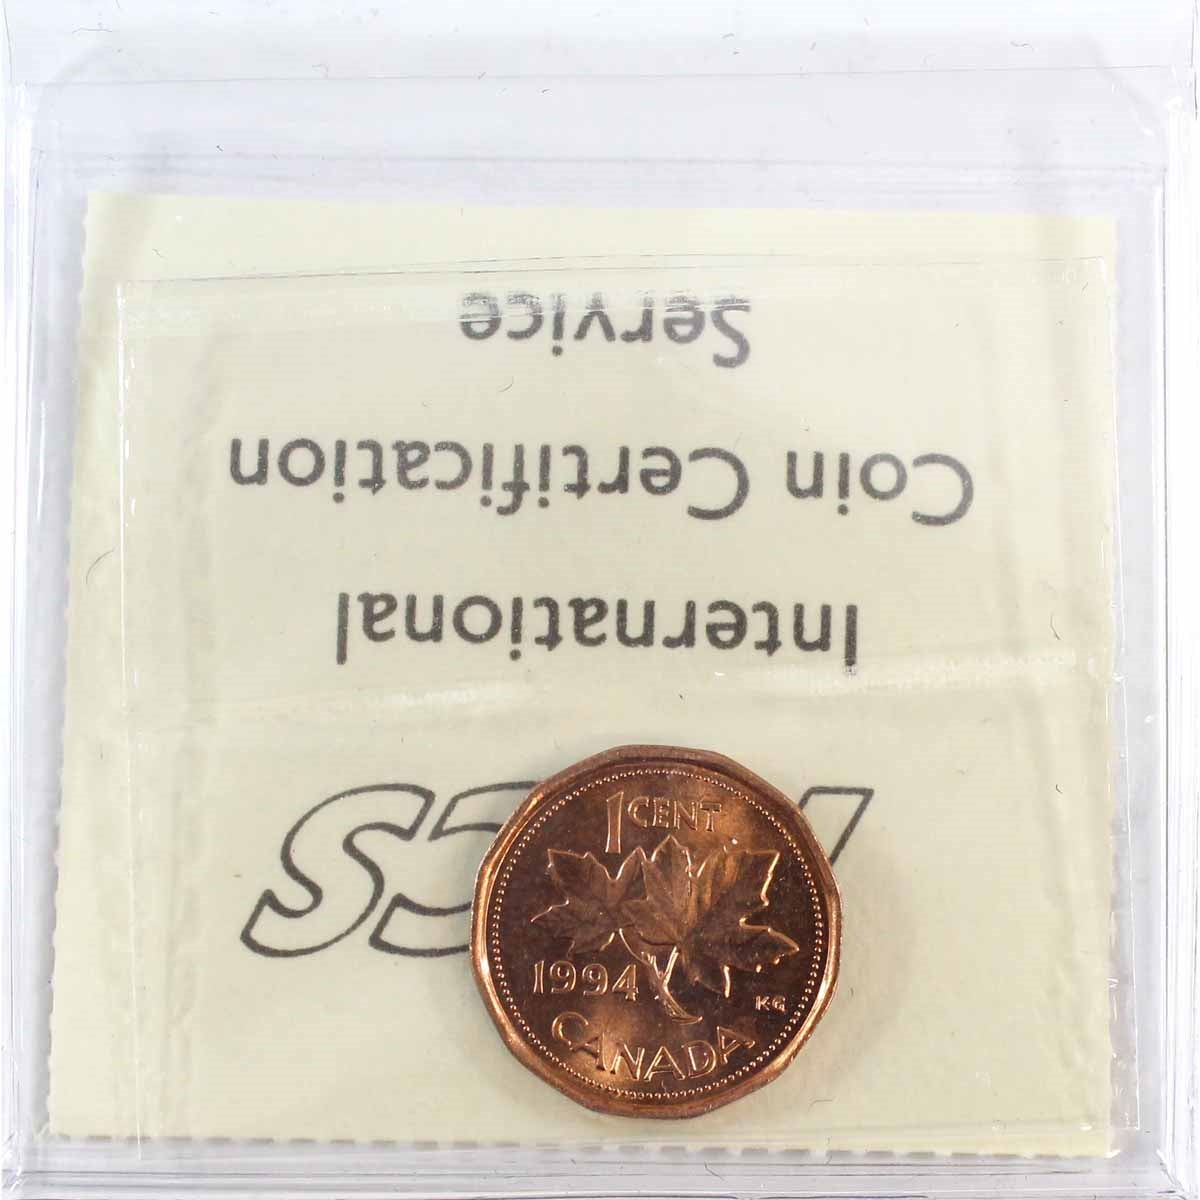 ICCS
International
Coin Certification
Service
1 CENT
1994
KG
CANADA